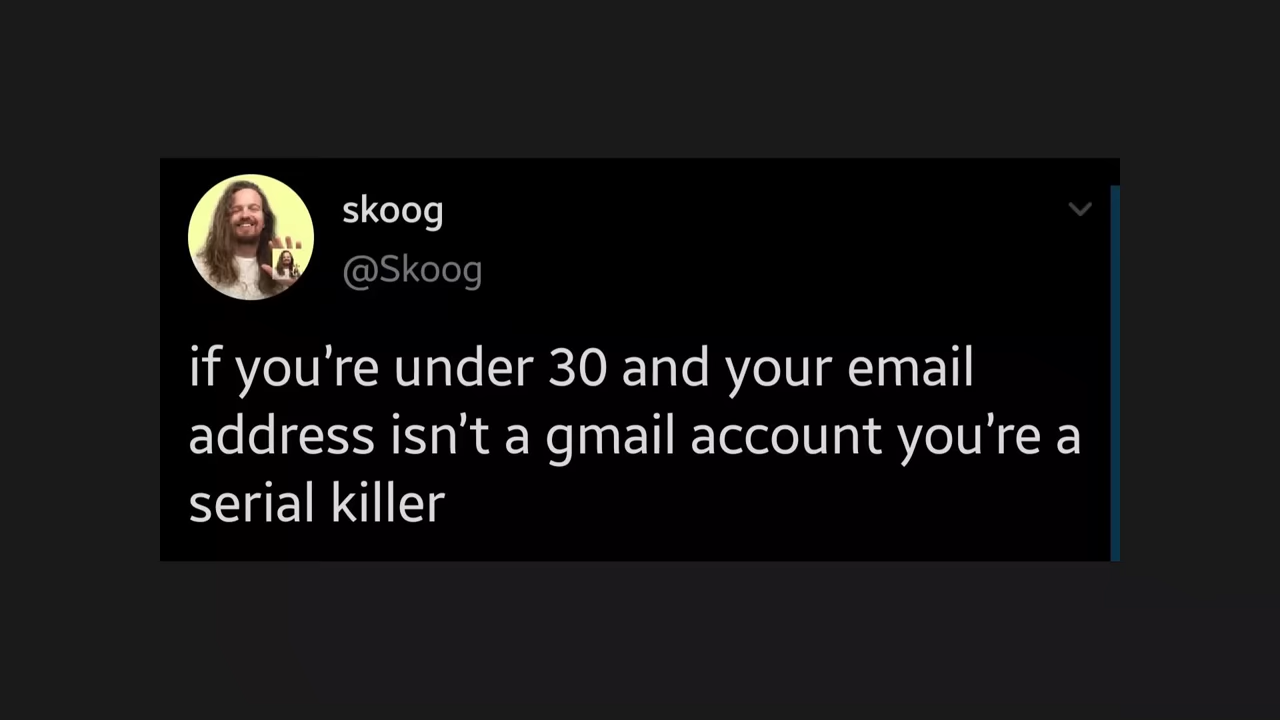 skoog
@Skoog
if you’re under 30 and your email
address isn’t a gmail account you’re a
serial killer